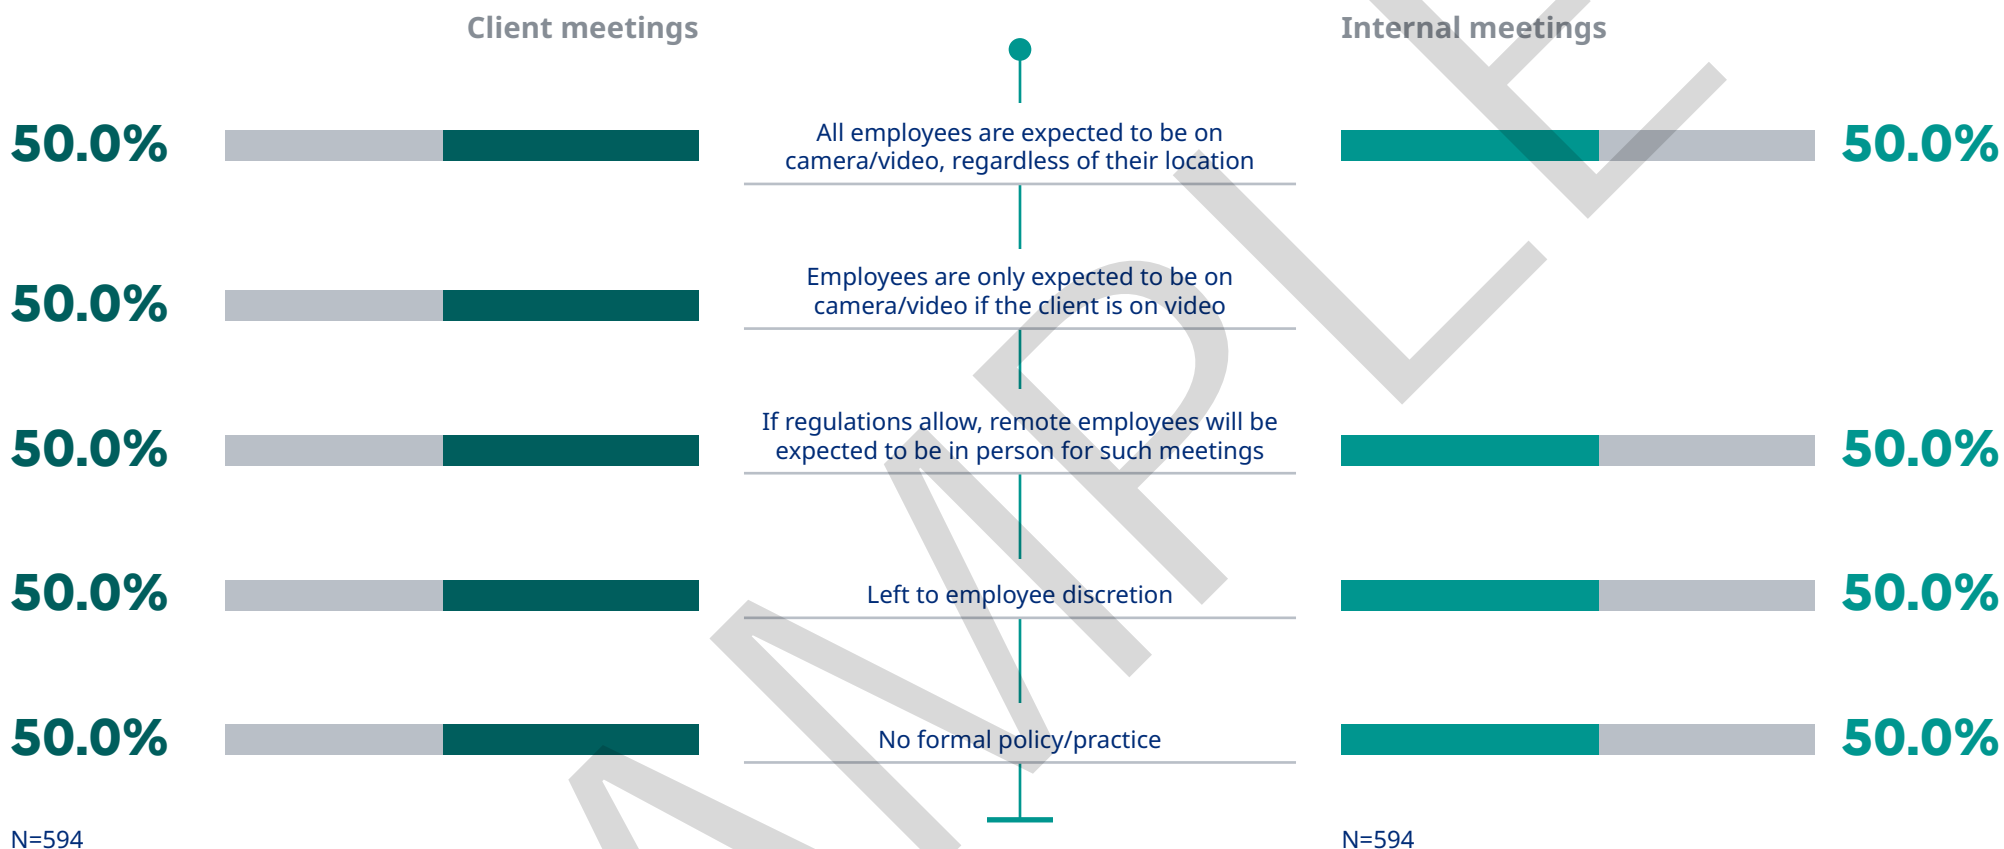 Client meetings
Internal meetings
50.0%
All employees are expected to be on
camera/video, regardless of their location
50.0%
50.0%
Employees are only expected to be on
camera/video if the client is on video
50.0%
If regulations allow, remote employees will be
expected to be in person for such meetings
50.0%
50.0%
Left to employee discretion
50.0%
50.0%
No formal policy/practice
50.0%
N=594
N=594